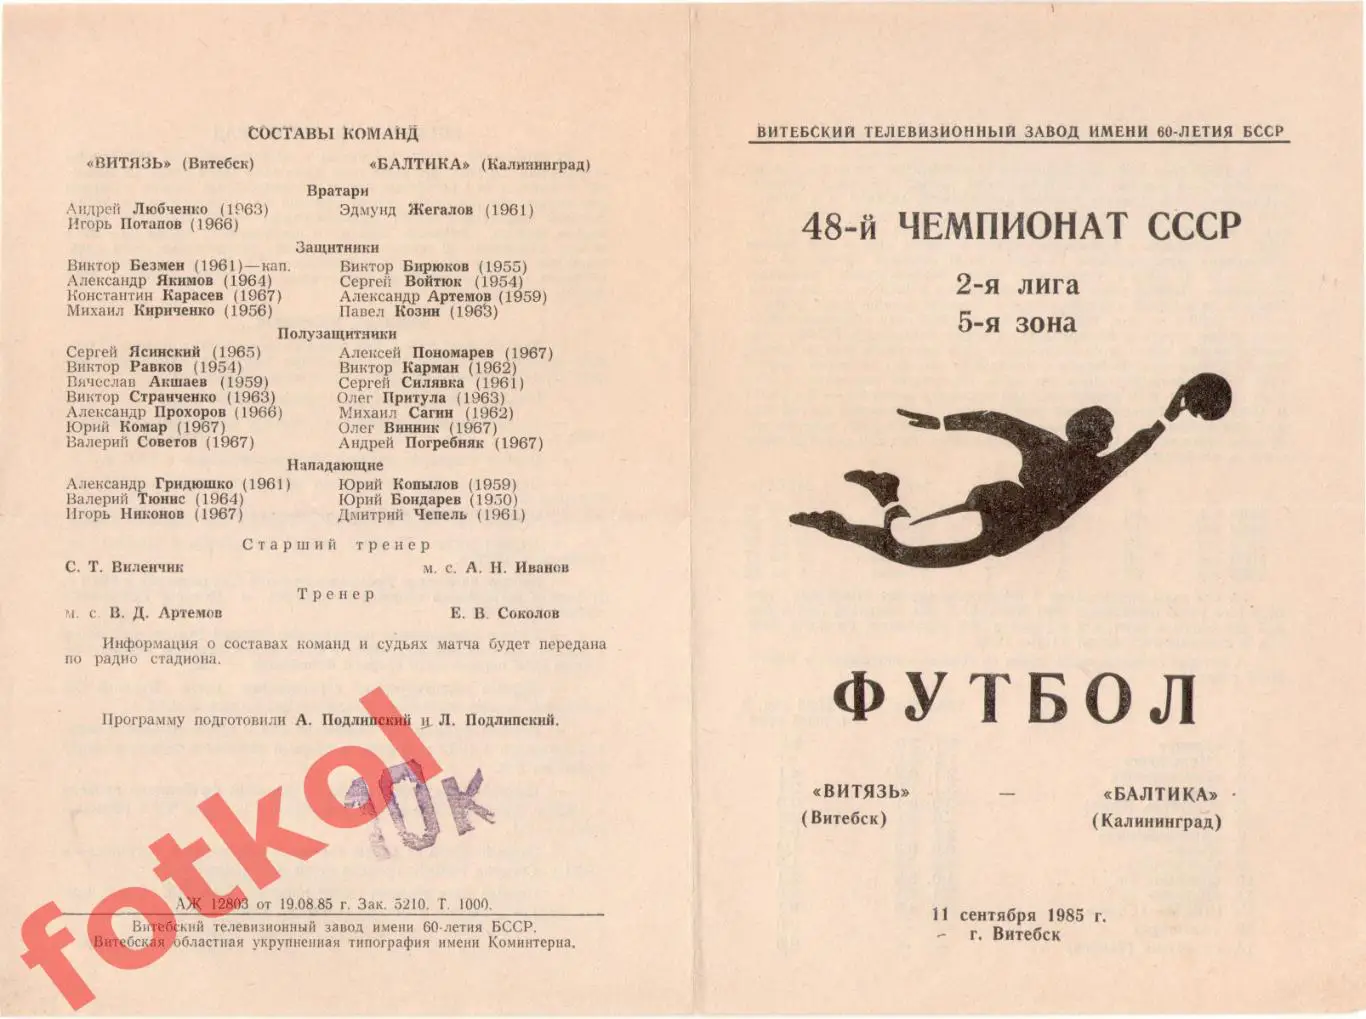 СОСТАВЫ КОМАНД
«ВИТЯЗЬ» (Витебск) «БАЛТИКА» (Калининград)
Вратари
Андрей Любченко (1963) Эдмунд Жегалов (1961)
Игорь Потапов (1966)
Защитники
Виктор Безмен (1961)—кап. Виктор Бирюков (1955)
Александр Якимов (1964) Сергей Войтюк (1954)
Константин Карасев (1967) Александр Артемов (1959)
Михаил Кириченко (1956) Павел Козин (1963)
Полузащитники
Сергей Ясинский (1965) Алексей Пономарев (1967)
Виктор Равков (1954) Виктор Карман (1962)
Вячеслав Акшаев (1959) Сергей Силявка (1961)
Виктор Странченко (1963) Олег Притула (1963)
Александр Прохоров (1966) Михаил Сагин (1962)
Юрий Комар (1967) Олег Винник (1967)
Валерий Советов (1967) Андрей Погребняк (1967)
Нападающие
Александр Гридюшко (1961) Юрий Копылов (1959)
Валерий Тюнис (1964) Юрий Бондарев (1950)
Игорь Никонов (1967) Дмитрий Чепель (1961)
Старший тренер
С. Т. Виленчик м. с. А. Н. Иванов
Тренер
м. с. В. Д. Артемов Е. В. Соколов
Информация о составах команд и судьях матча будет передана
по радио стадиона.
Программу подготовили А. Подлипский и Л. Подлипский.
10к
АЖ 12803 от 19.08.85 г. Зак. 5210. Т. 1000.
Витебский телевизионный завод имени 60-летия БССР.
Витебская областная укрупненная типография имени Коминтерна.
fotkol
ВИТЕБСКИЙ ТЕЛЕВИЗИОННЫЙ ЗАВОД ИМЕНИ 60-ЛЕТИЯ БССР
48-й ЧЕМПИОНАТ СССР
2-я лига
5-я зона
ФУТБОЛ
«ВИТЯЗЬ» — «БАЛТИКА»
(Витебск) (Калининград)
11 сентября 1985 г.
г. Витебск